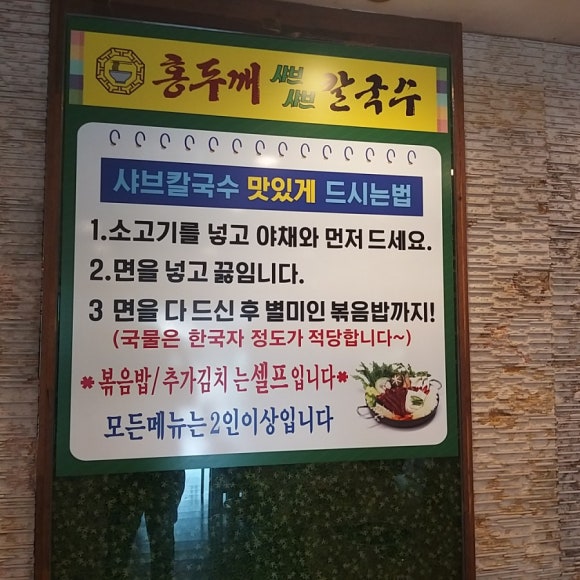 홍두깨 샤브샤브 칼국수
샤브칼국수 맛있게 드시는법
1.소고기를 넣고 야채와 먼저 드세요.
2.면을 넣고 끓임니다.
3 면을 다 드신 후 별미인 볶음밥까지!
(국물은 한국자 정도가 적당합니다~)
*볶음밥/추가김치는셀프입니다*
모든메뉴는2인이상입니다